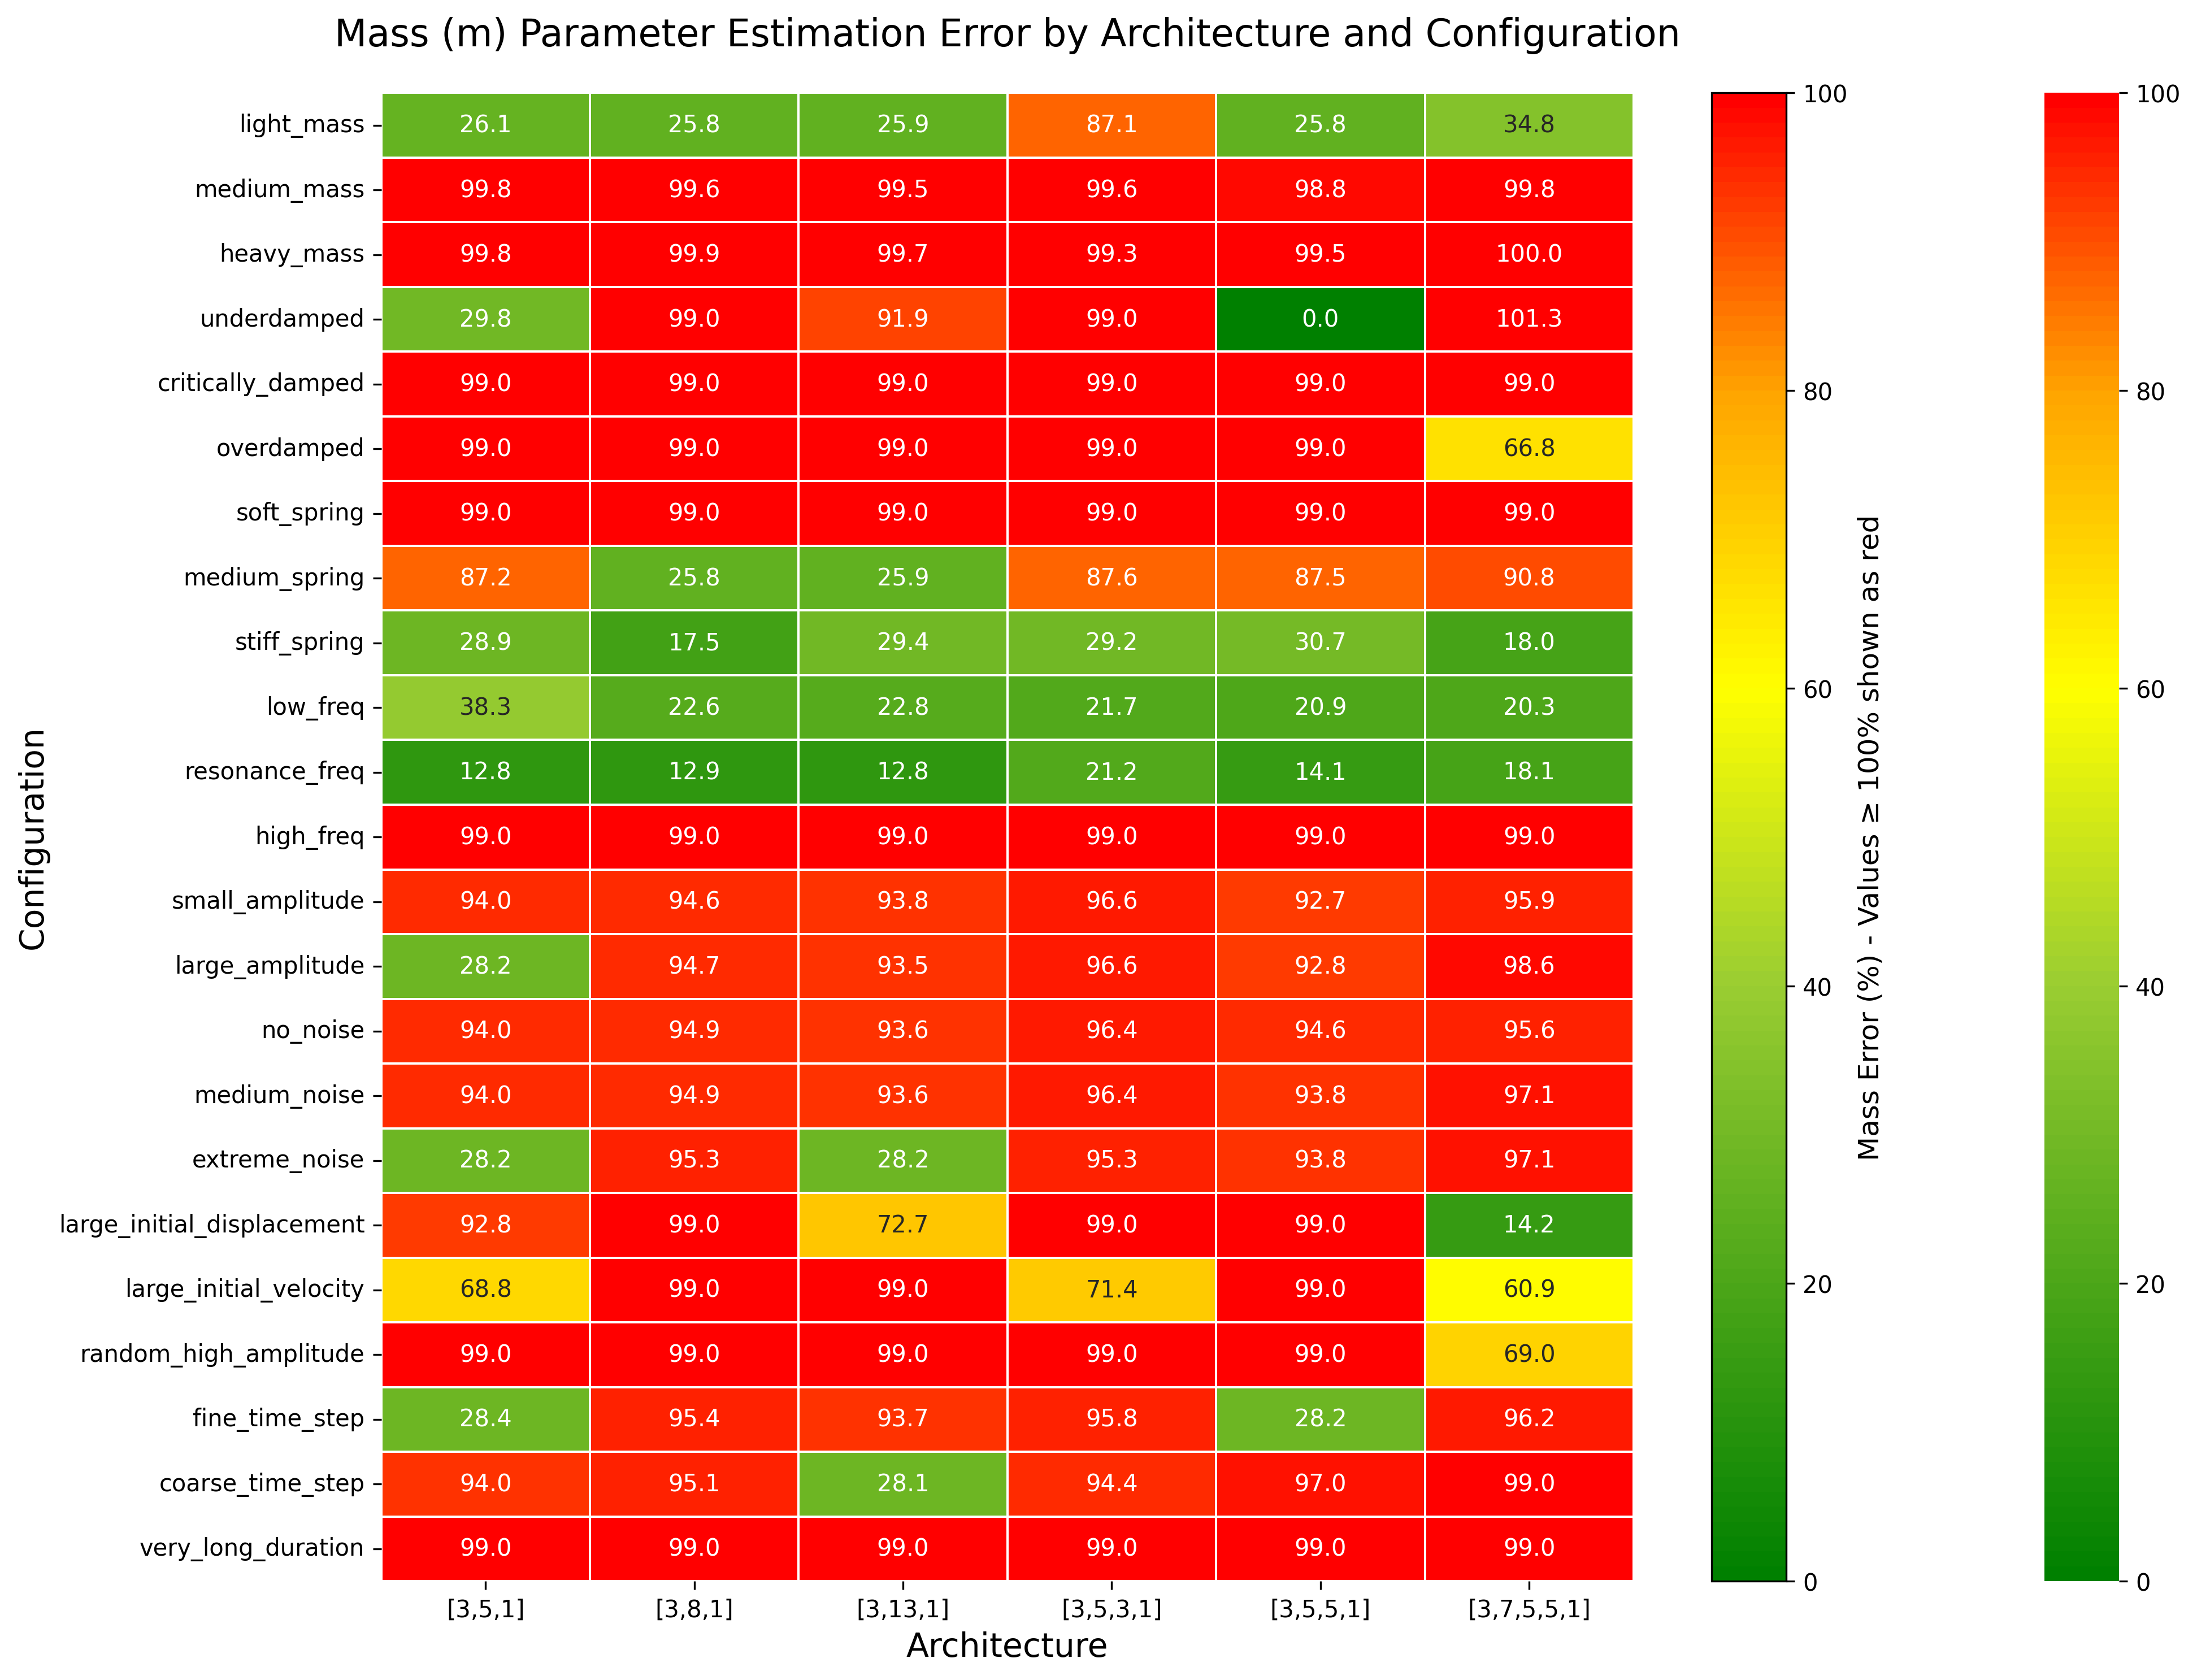 Mass (m) Parameter Estimation Error by Architecture and Configuration
light_mass 26.1 25.8 25.9 87.1 25.8 34.8
medium_mass 99.8 99.6 99.5 99.6 98.8 99.8
heavy_mass 99.8 99.9 99.7 99.3 99.5 100.0
underdamped 29.8 99.0 91.9 99.0 0.0 101.3
critically_damped 99.0 99.0 99.0 99.0 99.0 99.0
overdamped 99.0 99.0 99.0 99.0 99.0 66.8
soft_spring 99.0 99.0 99.0 99.0 99.0 99.0
medium_spring 87.2 25.8 25.9 87.6 87.5 90.8
stiff_spring 28.9 17.5 29.4 29.2 30.7 18.0
low_freq 38.3 22.6 22.8 21.7 20.9 20.3
resonance_freq 12.8 12.9 12.8 21.2 14.1 18.1
high_freq 99.0 99.0 99.0 99.0 99.0 99.0
small_amplitude 94.0 94.6 93.8 96.6 92.7 95.9
large_amplitude 28.2 94.7 93.5 96.6 92.8 98.6
no_noise 94.0 94.9 93.6 96.4 94.6 95.6
medium_noise 94.0 94.9 93.6 96.4 93.8 97.1
extreme_noise 28.2 95.3 28.2 95.3 93.8 97.1
large_initial_displacement 92.8 99.0 72.7 99.0 99.0 14.2
large_initial_velocity 68.8 99.0 99.0 71.4 99.0 60.9
random_high_amplitude 99.0 99.0 99.0 99.0 99.0 69.0
fine_time_step 28.4 95.4 93.7 95.8 28.2 96.2
coarse_time_step 94.0 95.1 28.1 94.4 97.0 99.0
very_long_duration 99.0 99.0 99.0 99.0 99.0 99.0
[3,5,1] [3,8,1] [3,13,1] [3,5,3,1] [3,5,5,1] [3,7,5,5,1]
Architecture
Configuration
100
80
60
40
20
0
Mass Error (%) - Values ≥ 100% shown as red
100
80
60
40
20
0